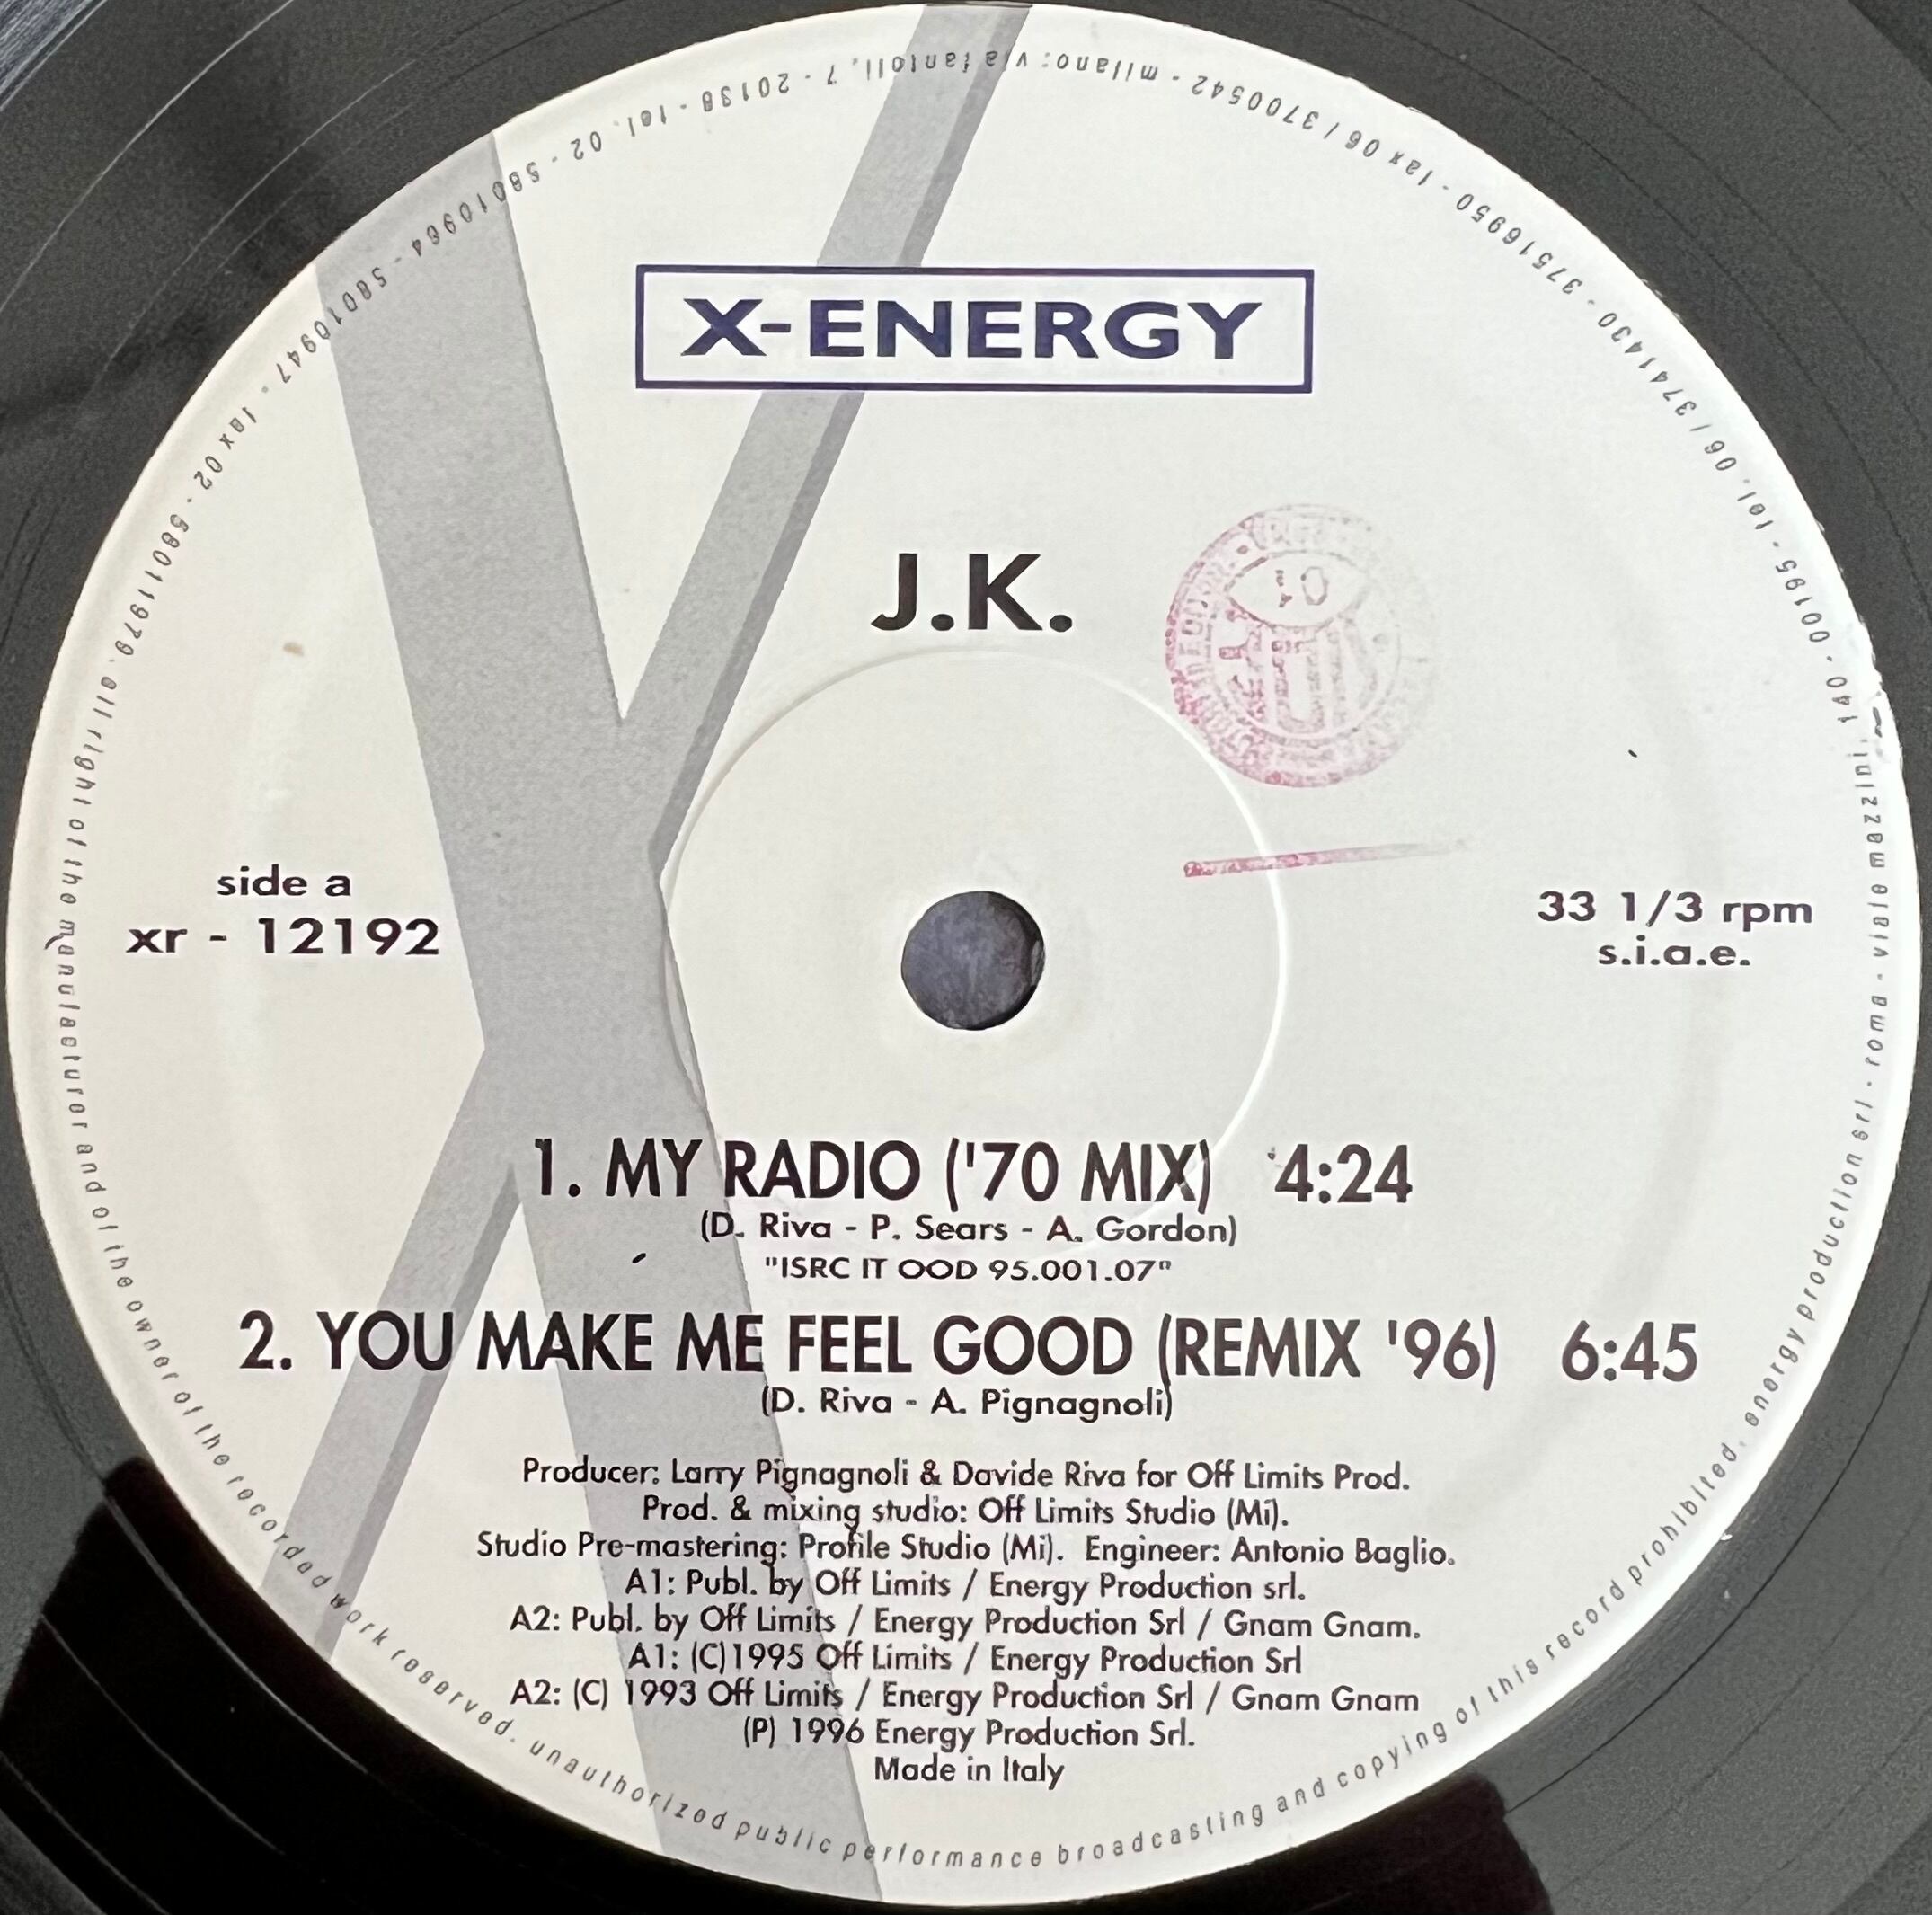 X-ENERGY
J.K.
side a
xr - 12192
33 1/3 rpm
s.i.a.e.
1. MY RADIO ('70 MIX) 4:24
(D. Riva - P. Sears - A. Gordon)
"ISRC IT OOD 95.001.07"
2. YOU MAKE ME FEEL GOOD (REMIX '96) 6:45
(D. Riva - A. Pignagnoli)
Producer: Larry Pignagnoli & Davide Riva for Off Limits Prod.
Prod. & mixing studio: Off Limits Studio (Mi).
Studio Pre-mastering: Profile Studio (Mi). Engineer: Antonio Baglio.
A1: Publ. by Off Limits / Energy Production srl.
A2: Publ. by Off Limits / Energy Production Srl / Gnam Gnam.
A1: (C)1995 Off Limits / Energy Production Srl
A2: (C) 1993 Off Limits / Energy Production Srl / Gnam Gnam
(P) 1996 Energy Production Srl.
Made in Italy
all right of the manufacturer and of the owner of the recorded work reserved. unauthorized public performance broadcasting and copying of this record prohibited. energy production srl - roma - viale mazzini, 140 - 00195 - tel. 06 / 3741430 - 37516950 - fax 06 / 3700542 - milano: via fantoli, 7 - 20138 - tel. 02 - 58010964 - 58010947 - fax 02 - 58011979.